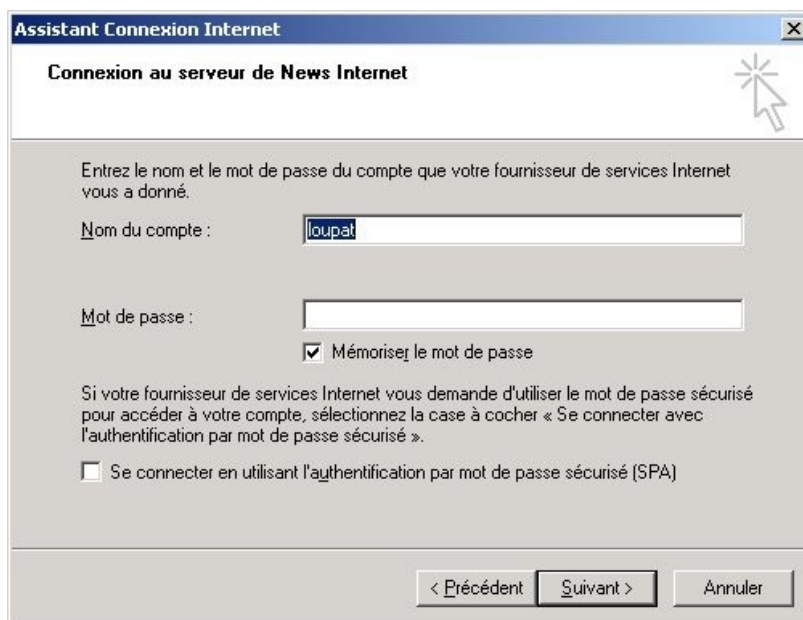 Assistant Connexion Internet
Connexion au serveur de News Internet
Entrez le nom et le mot de passe du compte que votre fournisseur de services Internet
vous a donné.
Nom du compte :
loupat
Mot de passe :
Mémoriser le mot de passe
Si votre fournisseur de services Internet vous demande d'utiliser le mot de passe sécurisé
pour accéder à votre compte, sélectionnez la case à cocher « Se connecter avec
l'authentification par mot de passe sécurisé ».
Se connecter en utilisant l'authentification par mot de passe sécurisé (SPA)
< Précédent Suivant > Annuler